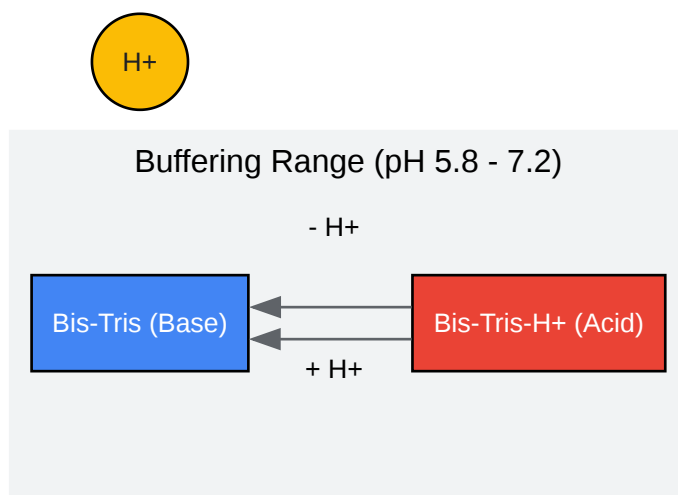 H+
Buffering Range (pH 5.8 - 7.2)
- H+
Bis-Tris (Base)
Bis-Tris-H+ (Acid)
+ H+